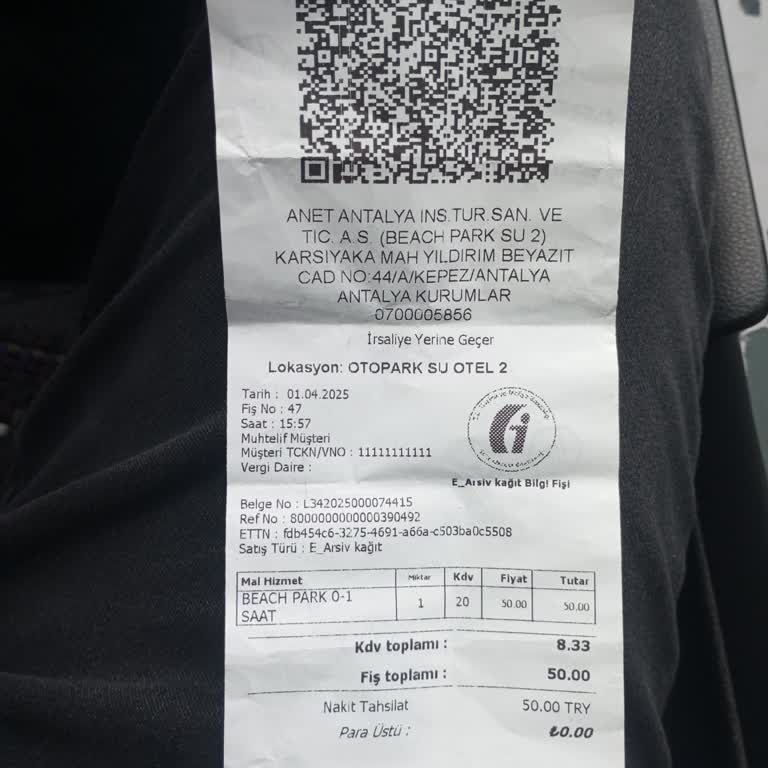 ANET ANTALYA INS.TUR.SAN. VE
TIC. A.S. (BEACH PARK SU 2)
KARSIYAKA MAH YILDIRIM BEYAZIT
CAD NO:44/A/KEPEZ/ANTALYA
ANTALYA KURUMLAR
0700005856
İrsaliye Yerine Geçer
Lokasyon: OTOPARK SU OTEL 2
Tarih : 01.04.2025
Fiş No : 47
Saat : 15:57
Muhtelif Müşteri
Müşteri TCKN/VNO : 11111111111
Vergi Daire :
E_Arsiv kağıt Bilgi Fişi
Belge No : L342025000074415
Ref No : 8000000000000390492
ETTN : fdb454c6-3275-4691-a66a-c503ba0c5508
Satış Türü : E_Arsiv kağıt
Mal Hizmet Miktar Kdv Fiyat Tutar
BEACH PARK 0-1 1 20 50.00 50.00
SAAT
Kdv toplamı : 8.33
Fiş toplamı : 50.00
Nakit Tahsilat 50.00 TRY
Para Üstü : ₺0.00